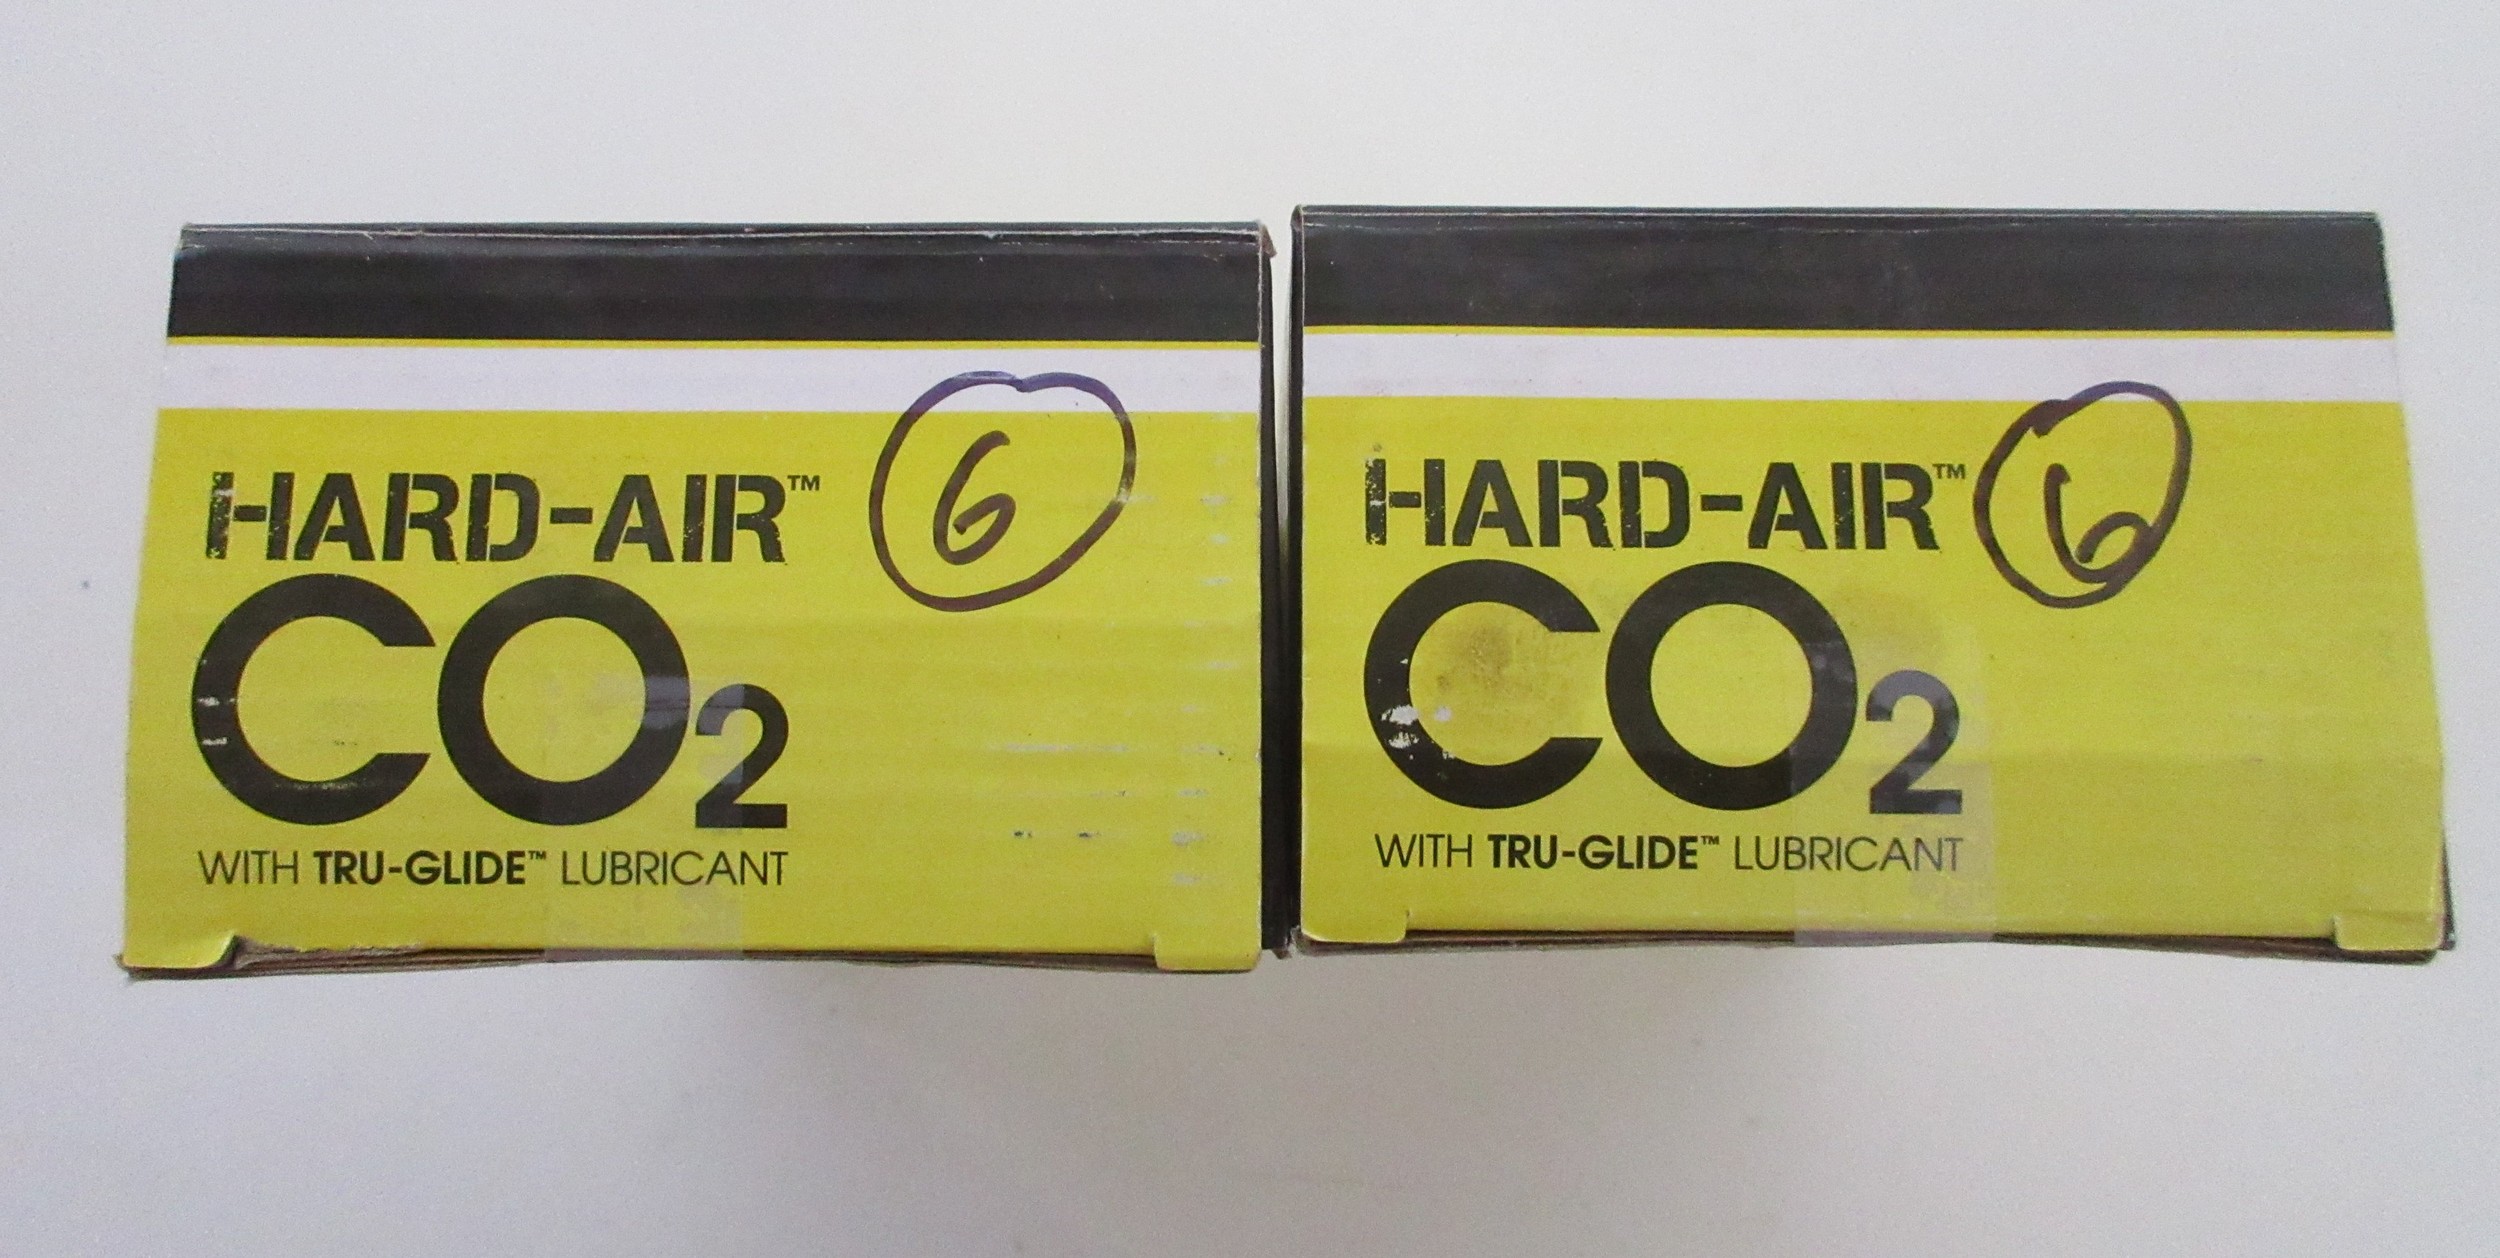 6
HARD-AIR™
CO2
WITH TRU-GLIDE™ LUBRICANT
6
HARD-AIR™
CO2
WITH TRU-GLIDE™ LUBRICANT